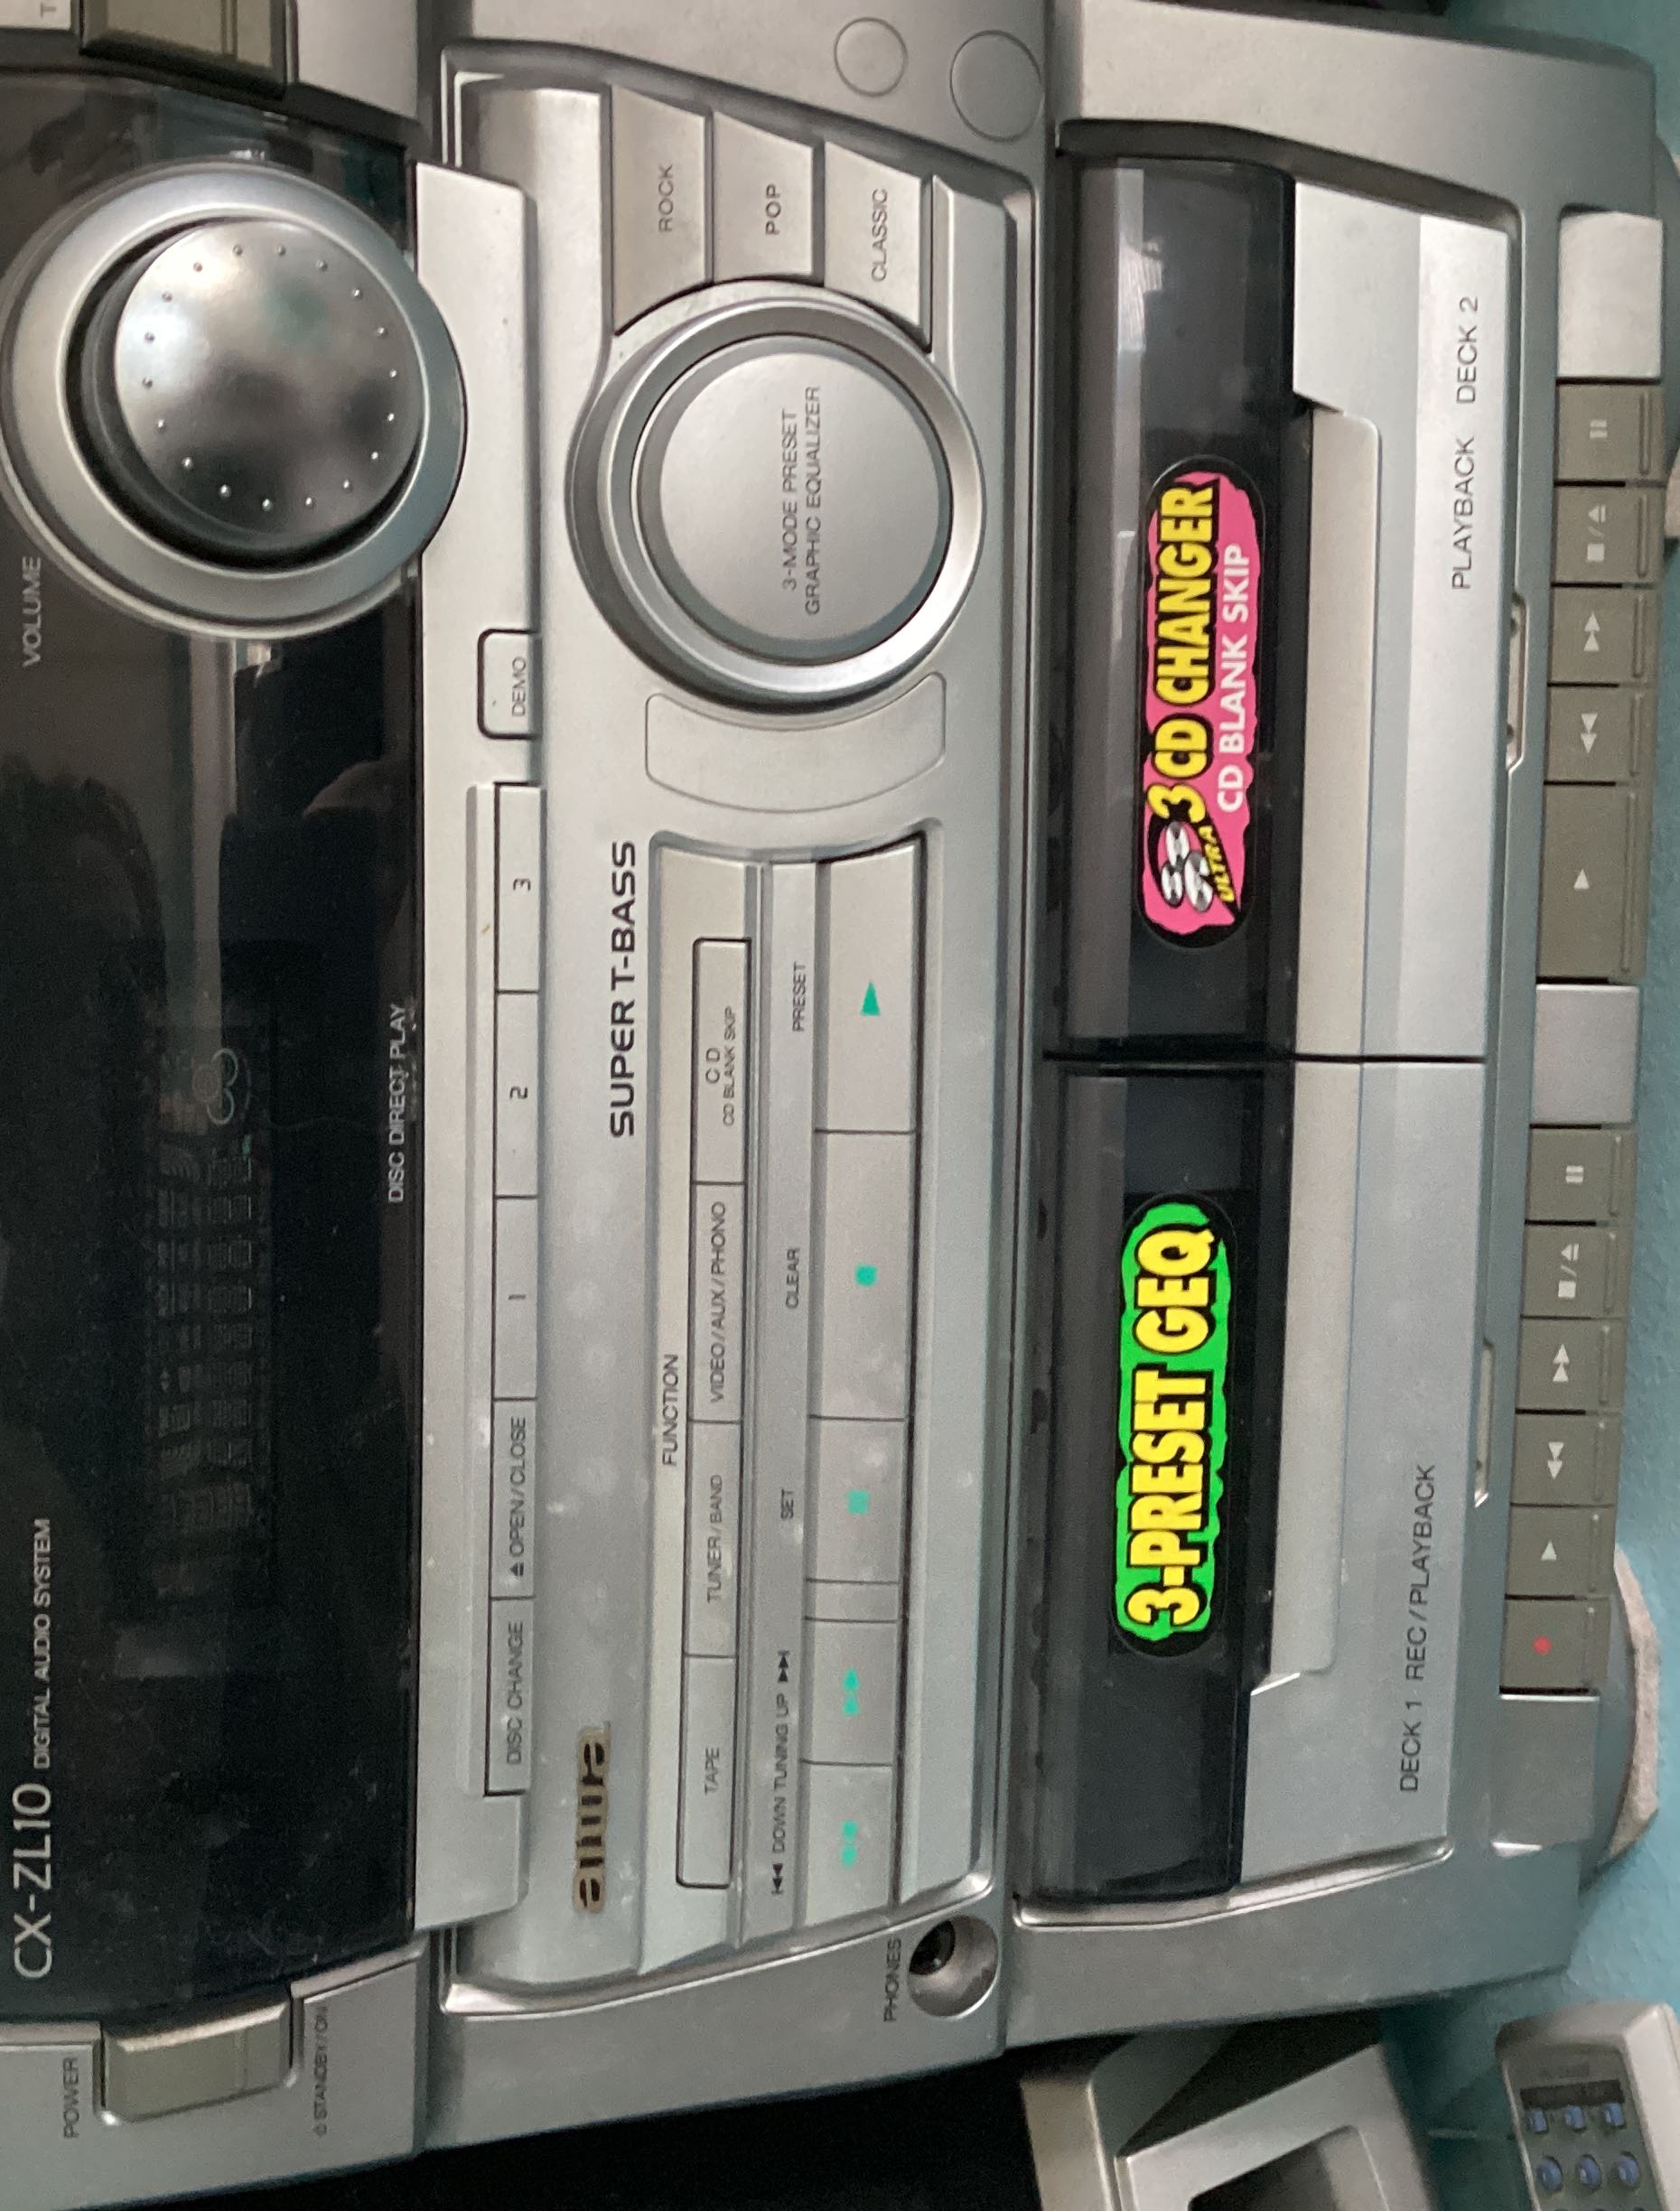 CX-ZL10 DIGITAL AUDIO SYSTEM
VOLUME
POWER
STANDBY/ON
DISC DIRECT PLAY
DISC CHANGE ⏏ OPEN/CLOSE 1 2 3 DEMO
aiwa
SUPER T-BASS
FUNCTION
TAPE TUNER/BAND VIDEO/AUX/PHONO CD
CD BLANK SKIP
⏮ DOWN TUNING UP ⏭ SET CLEAR PRESET
PHONES
3-MODE PRESET
GRAPHIC EQUALIZER
ROCK
POP
CLASSIC
3-PRESET GEQ
ULTRA 3 CD CHANGER
CD BLANK SKIP
DECK 1 REC/PLAYBACK
PLAYBACK DECK 2